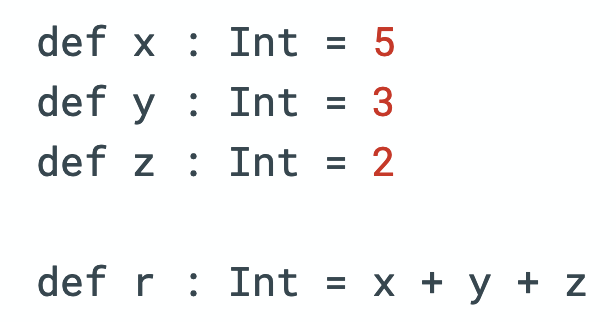 def x : Int = 5
def y : Int = 3
def z : Int = 2
def r : Int = x + y + z